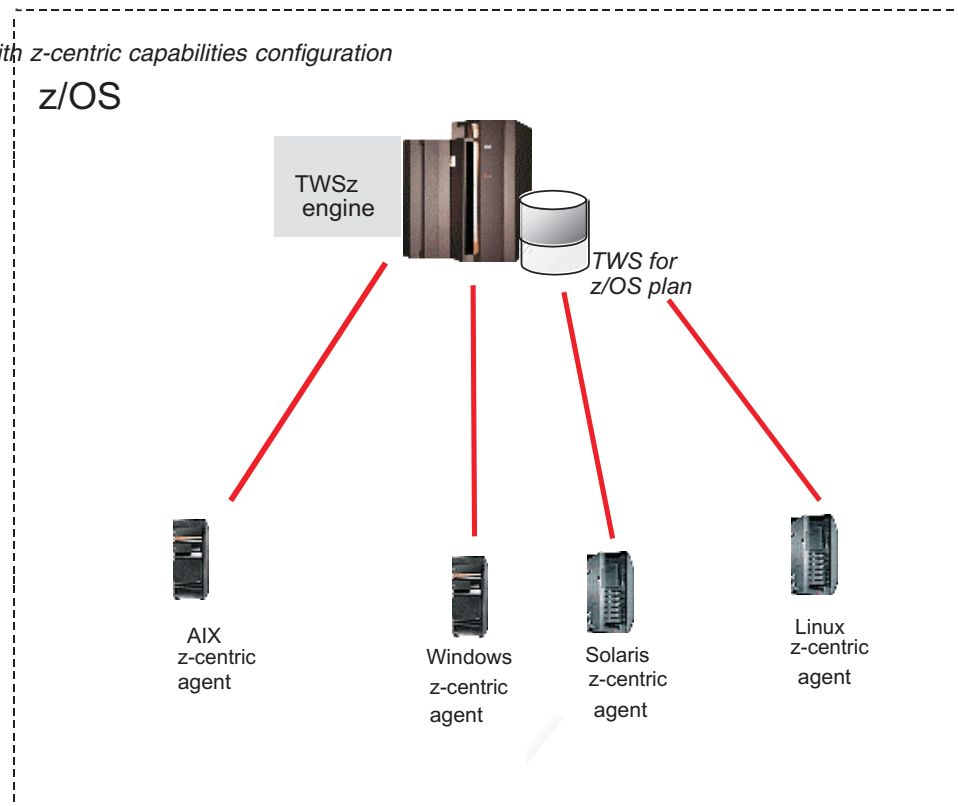 with z-centric capabilities configuration
z/OS
TWSz
engine
TWS for
z/OS plan
AIX
z-centric
agent
Windows
z-centric
agent
Solaris
z-centric
agent
Linux
z-centric
agent